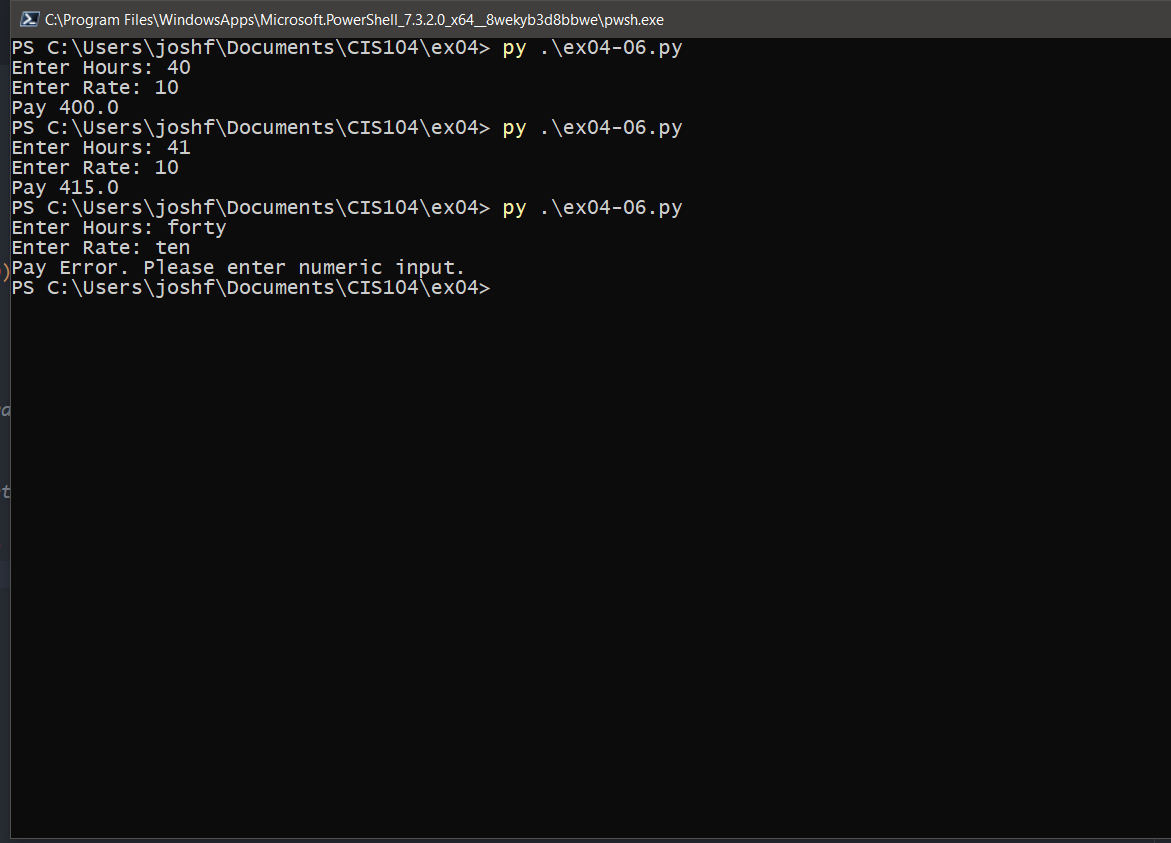 C:\Program Files\WindowsApps\Microsoft.PowerShell_7.3.2.0_x64__8wekyb3d8bbwe\pwsh.exe
PS C:\Users\joshf\Documents\CIS104\ex04> py .\ex04-06.py
Enter Hours: 40
Enter Rate: 10
Pay 400.0
PS C:\Users\joshf\Documents\CIS104\ex04> py .\ex04-06.py
Enter Hours: 41
Enter Rate: 10
Pay 415.0
PS C:\Users\joshf\Documents\CIS104\ex04> py .\ex04-06.py
Enter Hours: forty
Enter Rate: ten
Pay Error. Please enter numeric input.
PS C:\Users\joshf\Documents\CIS104\ex04>